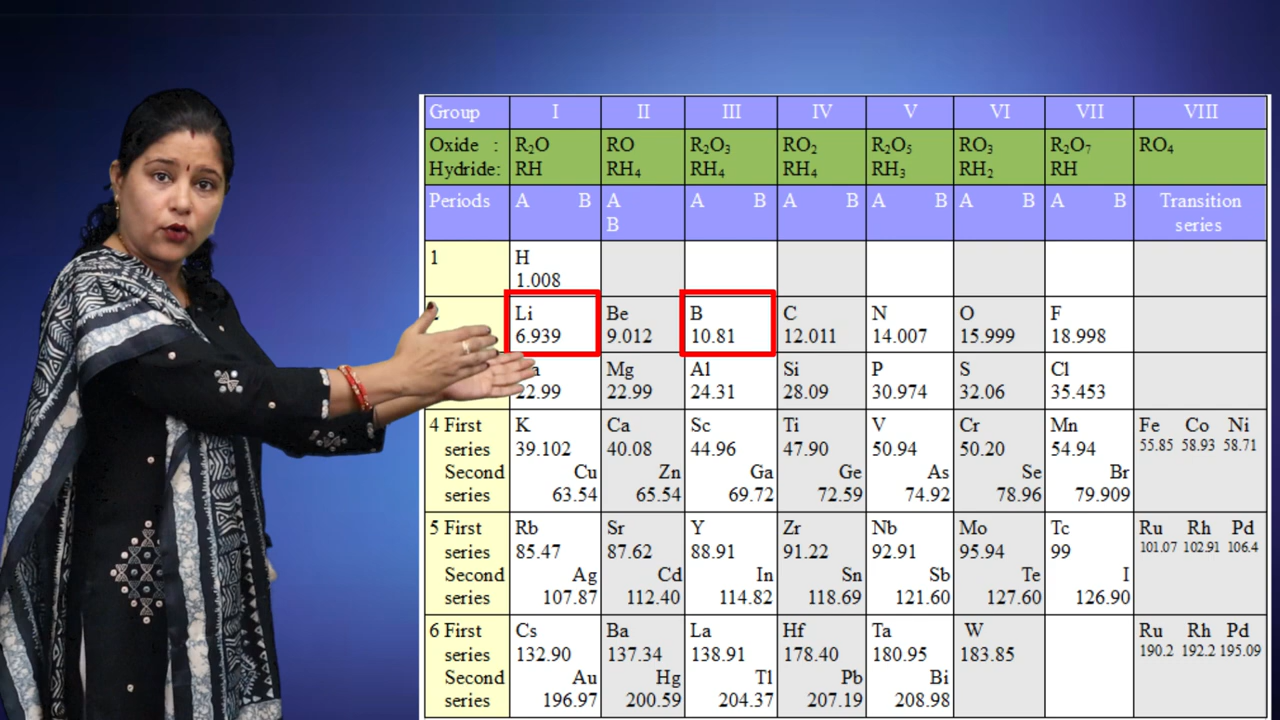 Group I II III IV V VI VII VIII
Oxide : R₂O RO R₂O₃ RO₂ R₂O₅ RO₃ R₂O₇ RO₄
Hydride: RH RH₄ RH₄ RH₄ RH₃ RH₂ RH
Periods A B A A B A B A B A B A B Transition
B series
1 H
1.008
Li Be B C N O F
6.939 9.012 10.81 12.011 14.007 15.999 18.998
Mg Al Si P S Cl
22.99 22.99 24.31 28.09 30.974 32.06 35.453
4 First K Ca Sc Ti V Cr Mn Fe Co Ni
series 39.102 40.08 44.96 47.90 50.94 50.20 54.94 55.85 58.93 58.71
Second Cu Zn Ga Ge As Se Br
series 63.54 65.54 69.72 72.59 74.92 78.96 79.909
5 First Rb Sr Y Zr Nb Mo Tc Ru Rh Pd
series 85.47 87.62 88.91 91.22 92.91 95.94 99 101.07 102.91 106.4
Second Ag Cd In Sn Sb Te I
series 107.87 112.40 114.82 118.69 121.60 127.60 126.90
6 First Cs Ba La Hf Ta W Ru Rh Pd
series 132.90 137.34 138.91 178.40 180.95 183.85 190.2 192.2 195.09
Second Au Hg Tl Pb Bi
series 196.97 200.59 204.37 207.19 208.98